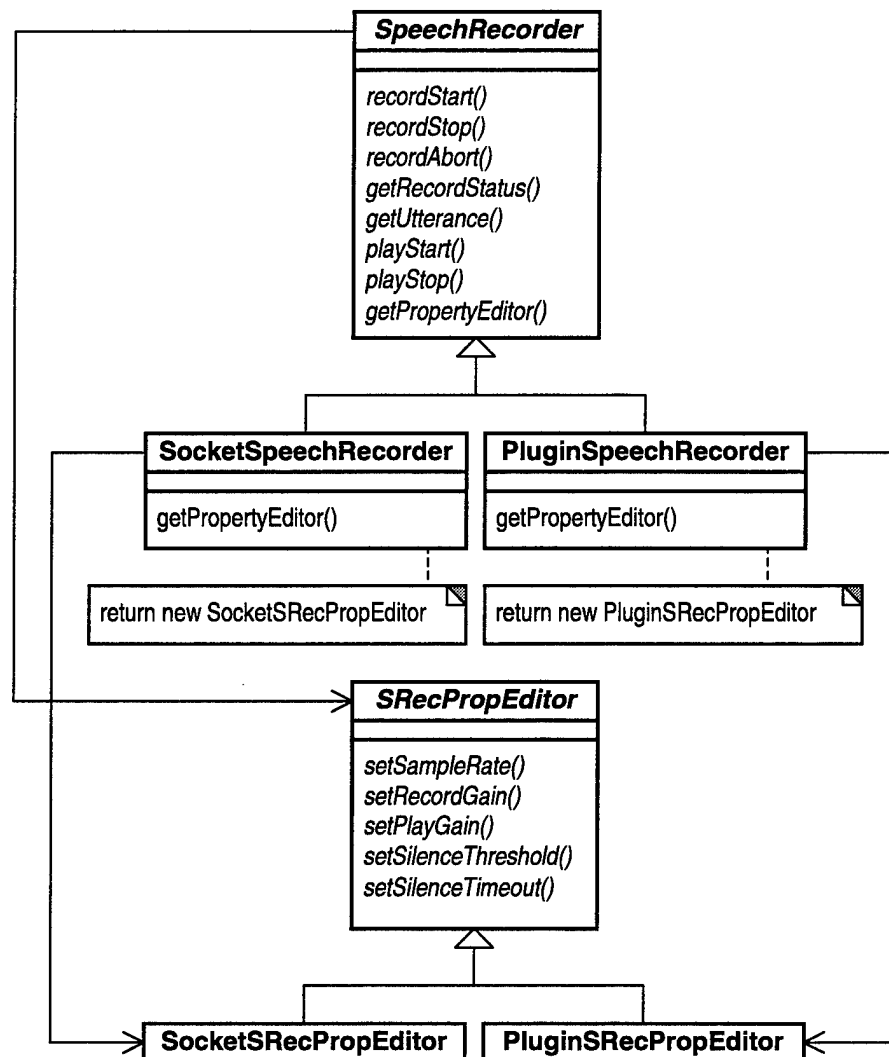 SpeechRecorder
recordStart()
recordStop()
recordAbort()
getRecordStatus()
getUtterance()
playStart()
playStop()
getPropertyEditor()
SocketSpeechRecorder
getPropertyEditor()
return new SocketSRecPropEditor
PluginSpeechRecorder
getPropertyEditor()
return new PluginSRecPropEditor
SRecPropEditor
setSampleRate()
setRecordGain()
setPlayGain()
setSilenceThreshold()
setSilenceTimeout()
SocketSRecPropEditor
PluginSRecPropEditor